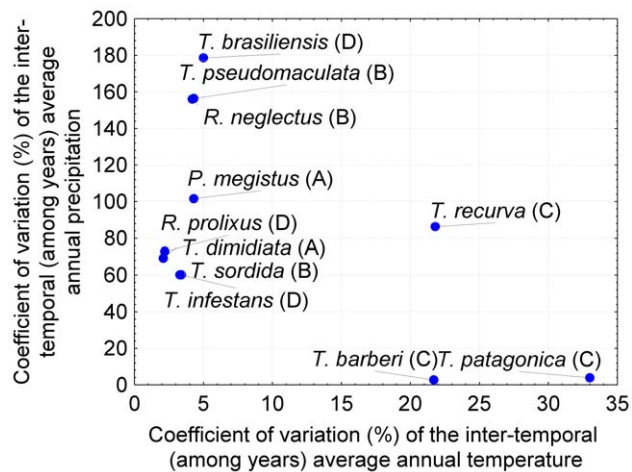 Coefficient of variation (%) of the inter-
temporal (among years) average
annual precipitation
200
180
160
140
120
100
80
60
40
20
0
T. brasiliensis (D)
T. pseudomaculata (B)
R. neglectus (B)
P. megistus (A)
T. recurva (C)
R. prolixus (D)
T. dimidiata (A)
T. sordida (B)
T. infestans (D)
T. barberi (C) T. patagonica (C)
0 5 10 15 20 25 30 35
Coefficient of variation (%) of the inter-temporal
(among years) average annual temperature